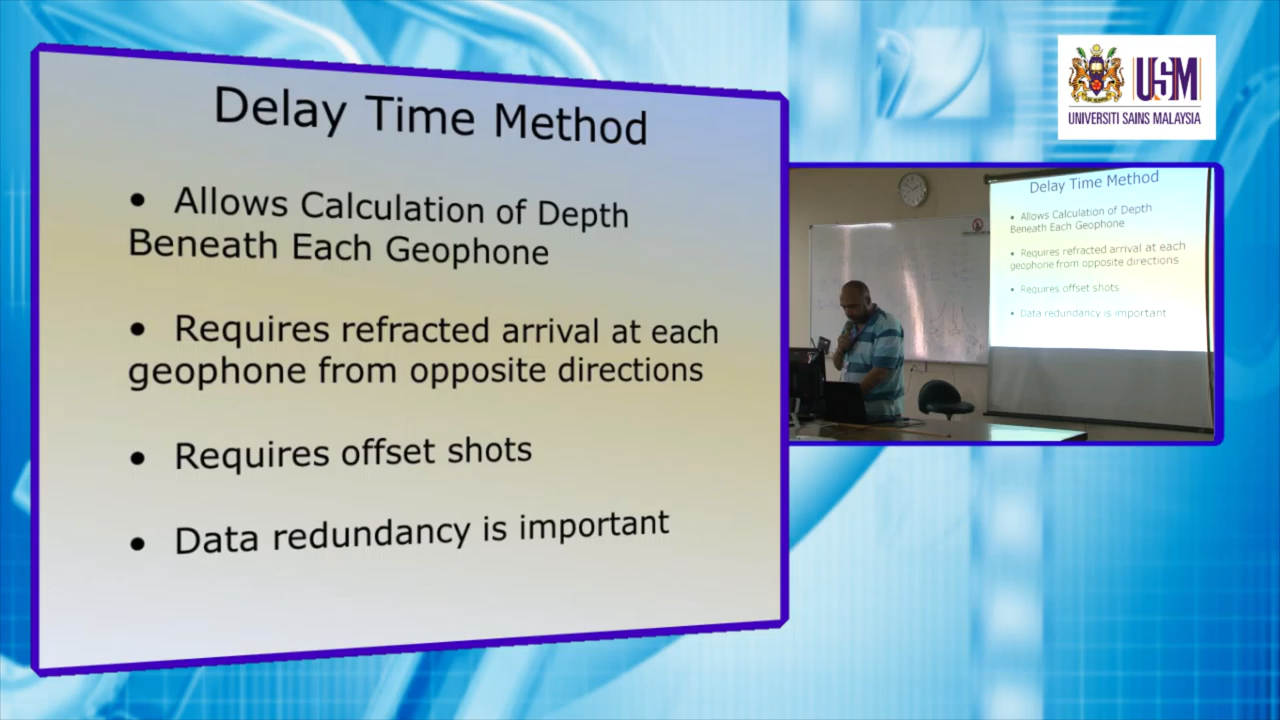 Delay Time Method
• Allows Calculation of Depth
Beneath Each Geophone
• Requires refracted arrival at each
geophone from opposite directions
• Requires offset shots
• Data redundancy is important
USM
UNIVERSITI SAINS MALAYSIA
Delay Time Method
• Allows Calculation of Depth
Beneath Each Geophone
• Requires refracted arrival at each
geophone from opposite directions
• Requires offset shots
• Data redundancy is important